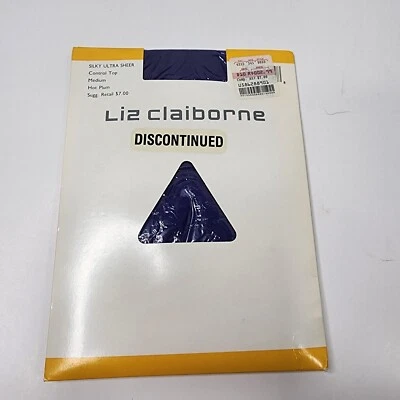 SILKY ULTRA SHEER
Control Top
Medium
Hot Plum
Sugg. Retail $7.00
Liz claiborne
DISCONTINUED